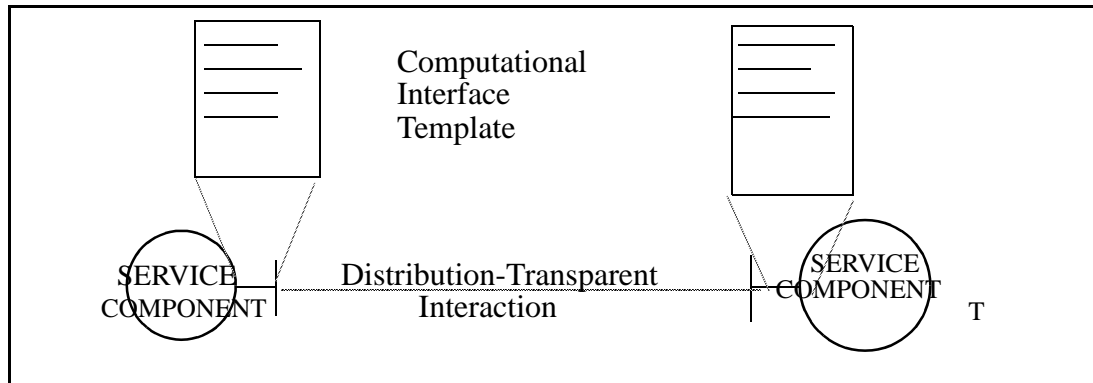 Computational
Interface
Template
SERVICE
COMPONENT
Distribution-Transparent
Interaction
SERVICE
COMPONENT
T